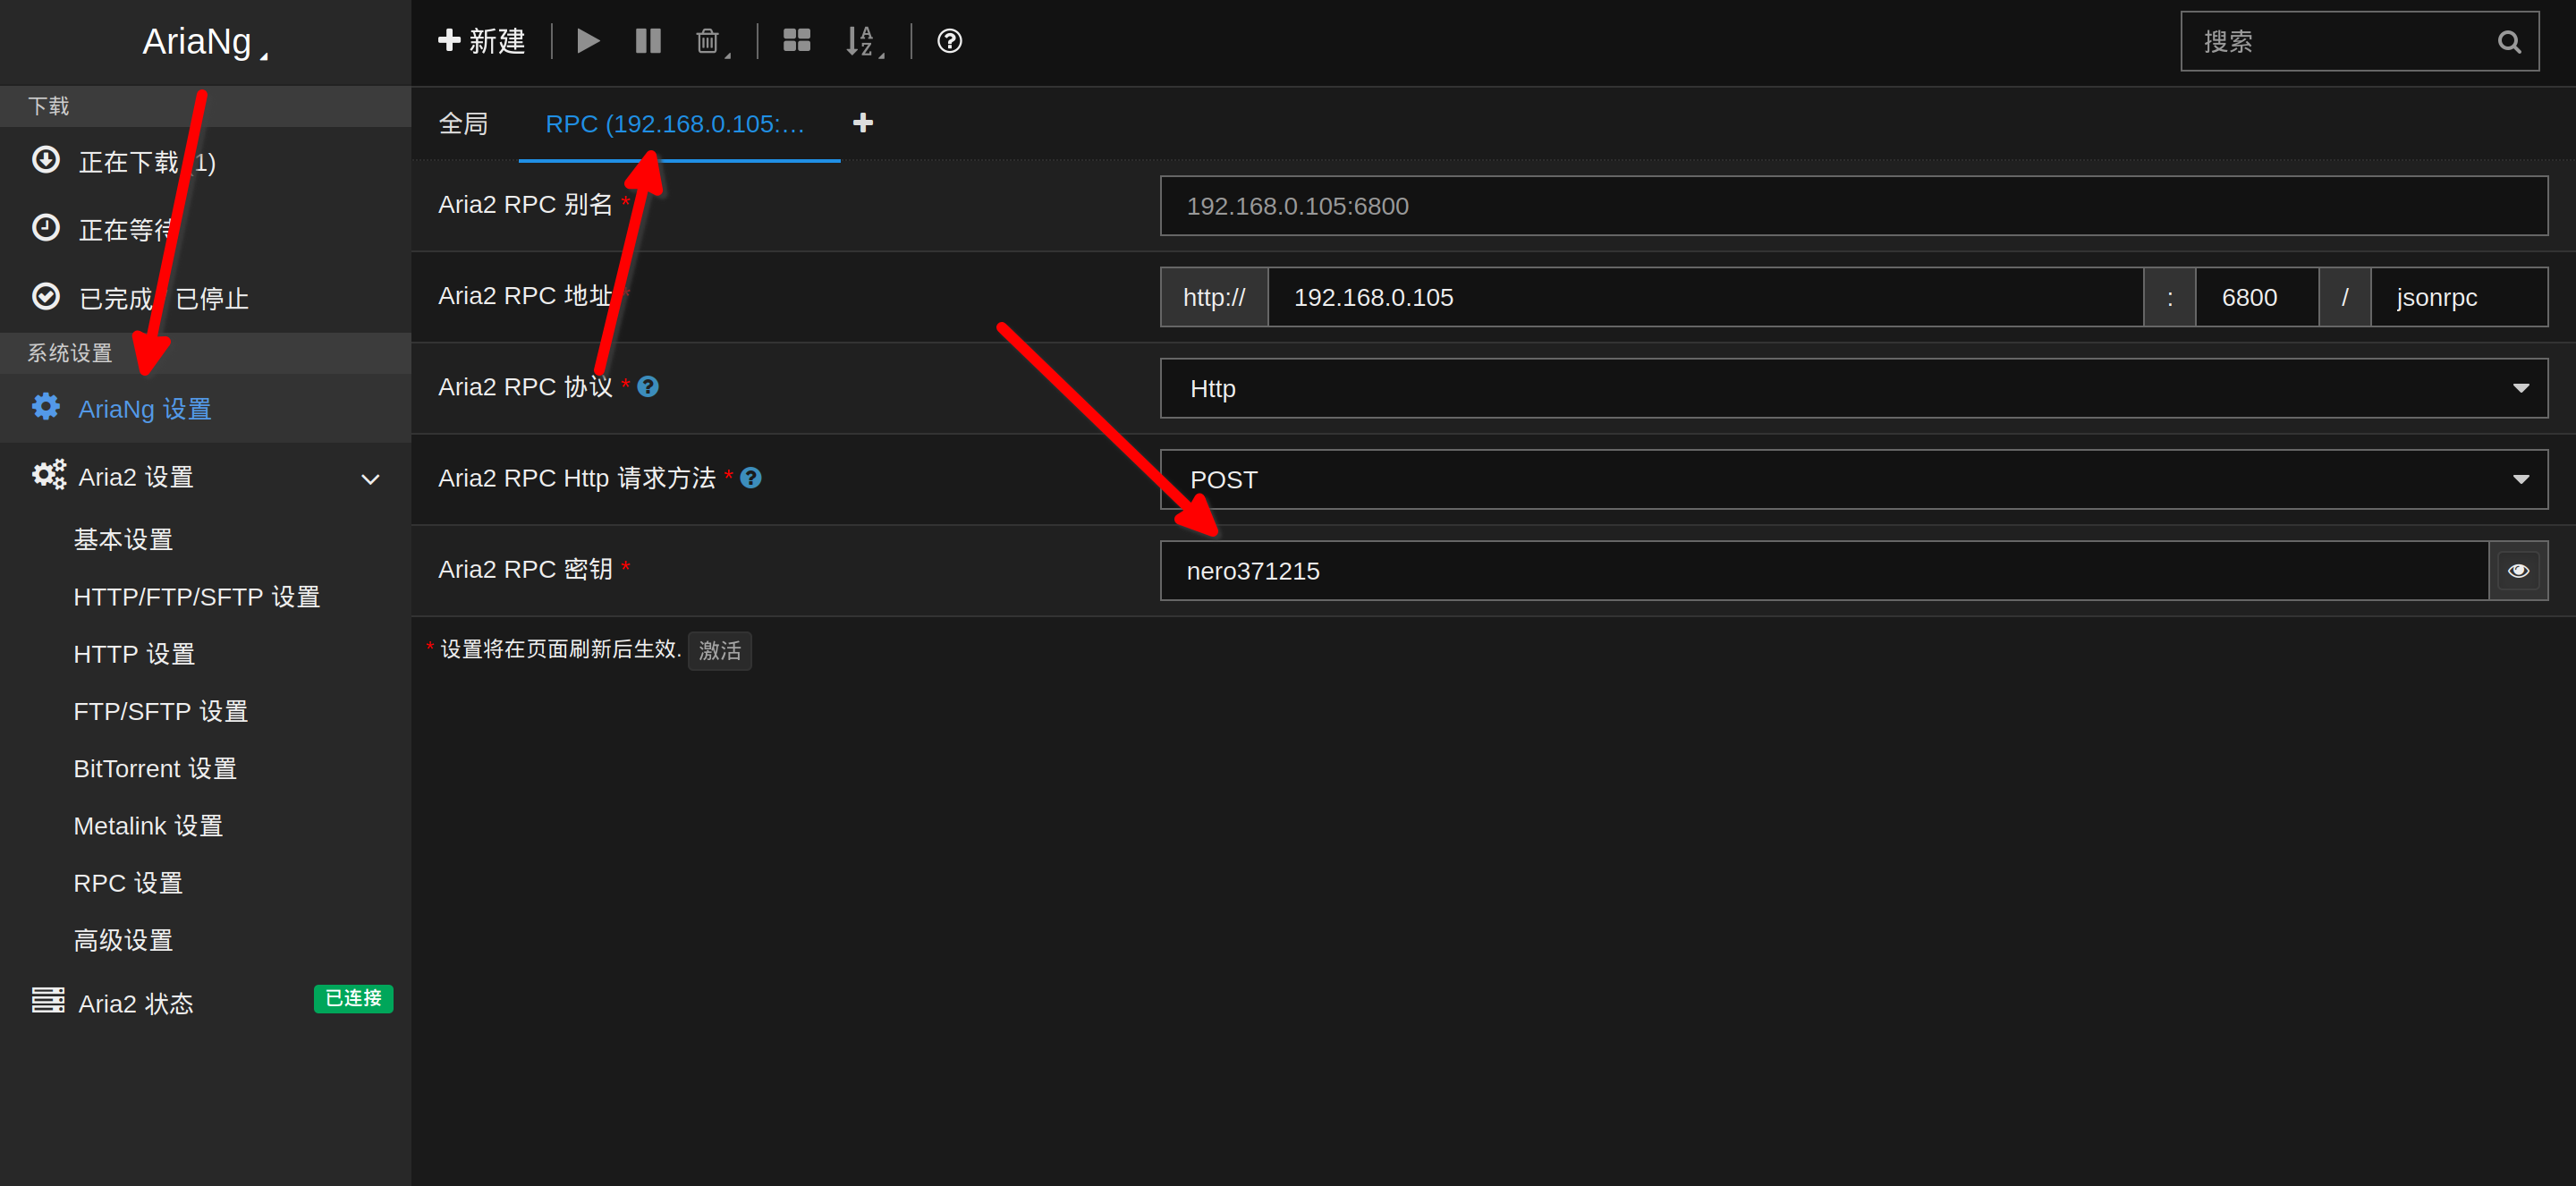 AriaNg
新建
搜索
下载
正在下载 (1)
正在等待
已完成 已停止
系统设置
AriaNg 设置
Aria2 设置
基本设置
HTTP/FTP/SFTP 设置
HTTP 设置
FTP/SFTP 设置
BitTorrent 设置
Metalink 设置
RPC 设置
高级设置
Aria2 状态 已连接
全局 RPC (192.168.0.105:…
Aria2 RPC 别名 * 192.168.0.105:6800
Aria2 RPC 地址 * http:// 192.168.0.105 : 6800 / jsonrpc
Aria2 RPC 协议 * Http
Aria2 RPC Http 请求方法 * POST
Aria2 RPC 密钥 * nero371215
* 设置将在页面刷新后生效. 激活